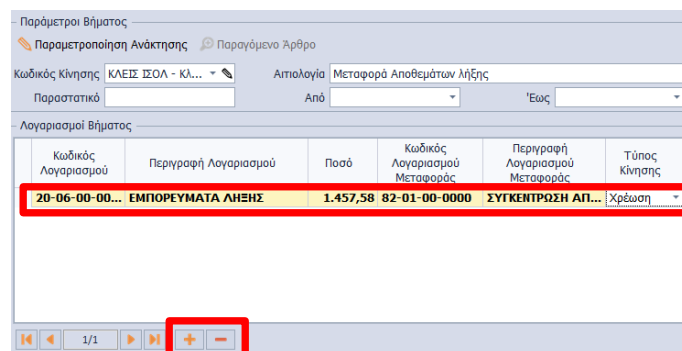 Παράμετροι Βήματος
Παραμετροποίηση Ανάκτησης Παραγόμενο Άρθρο
Κωδικός Κίνησης ΚΛΕΙΣ ΙΣΟΛ - Κλ... Αιτιολογία Μεταφορά Αποθεμάτων λήξης
Παραστατικό Από Έως
Λογαριασμοί Βήματος
Κωδικός Λογαριασμού Περιγραφή Λογαριασμού Ποσό Κωδικός Λογαριασμού Μεταφοράς Περιγραφή Λογαριασμού Μεταφοράς Τύπος Κίνησης
20-06-00-00... ΕΜΠΟΡΕΥΜΑΤΑ ΛΗΞΗΣ 1.457,58 82-01-00-0000 ΣΥΓΚΕΝΤΡΩΣΗ ΑΠ... Χρέωση
1/1